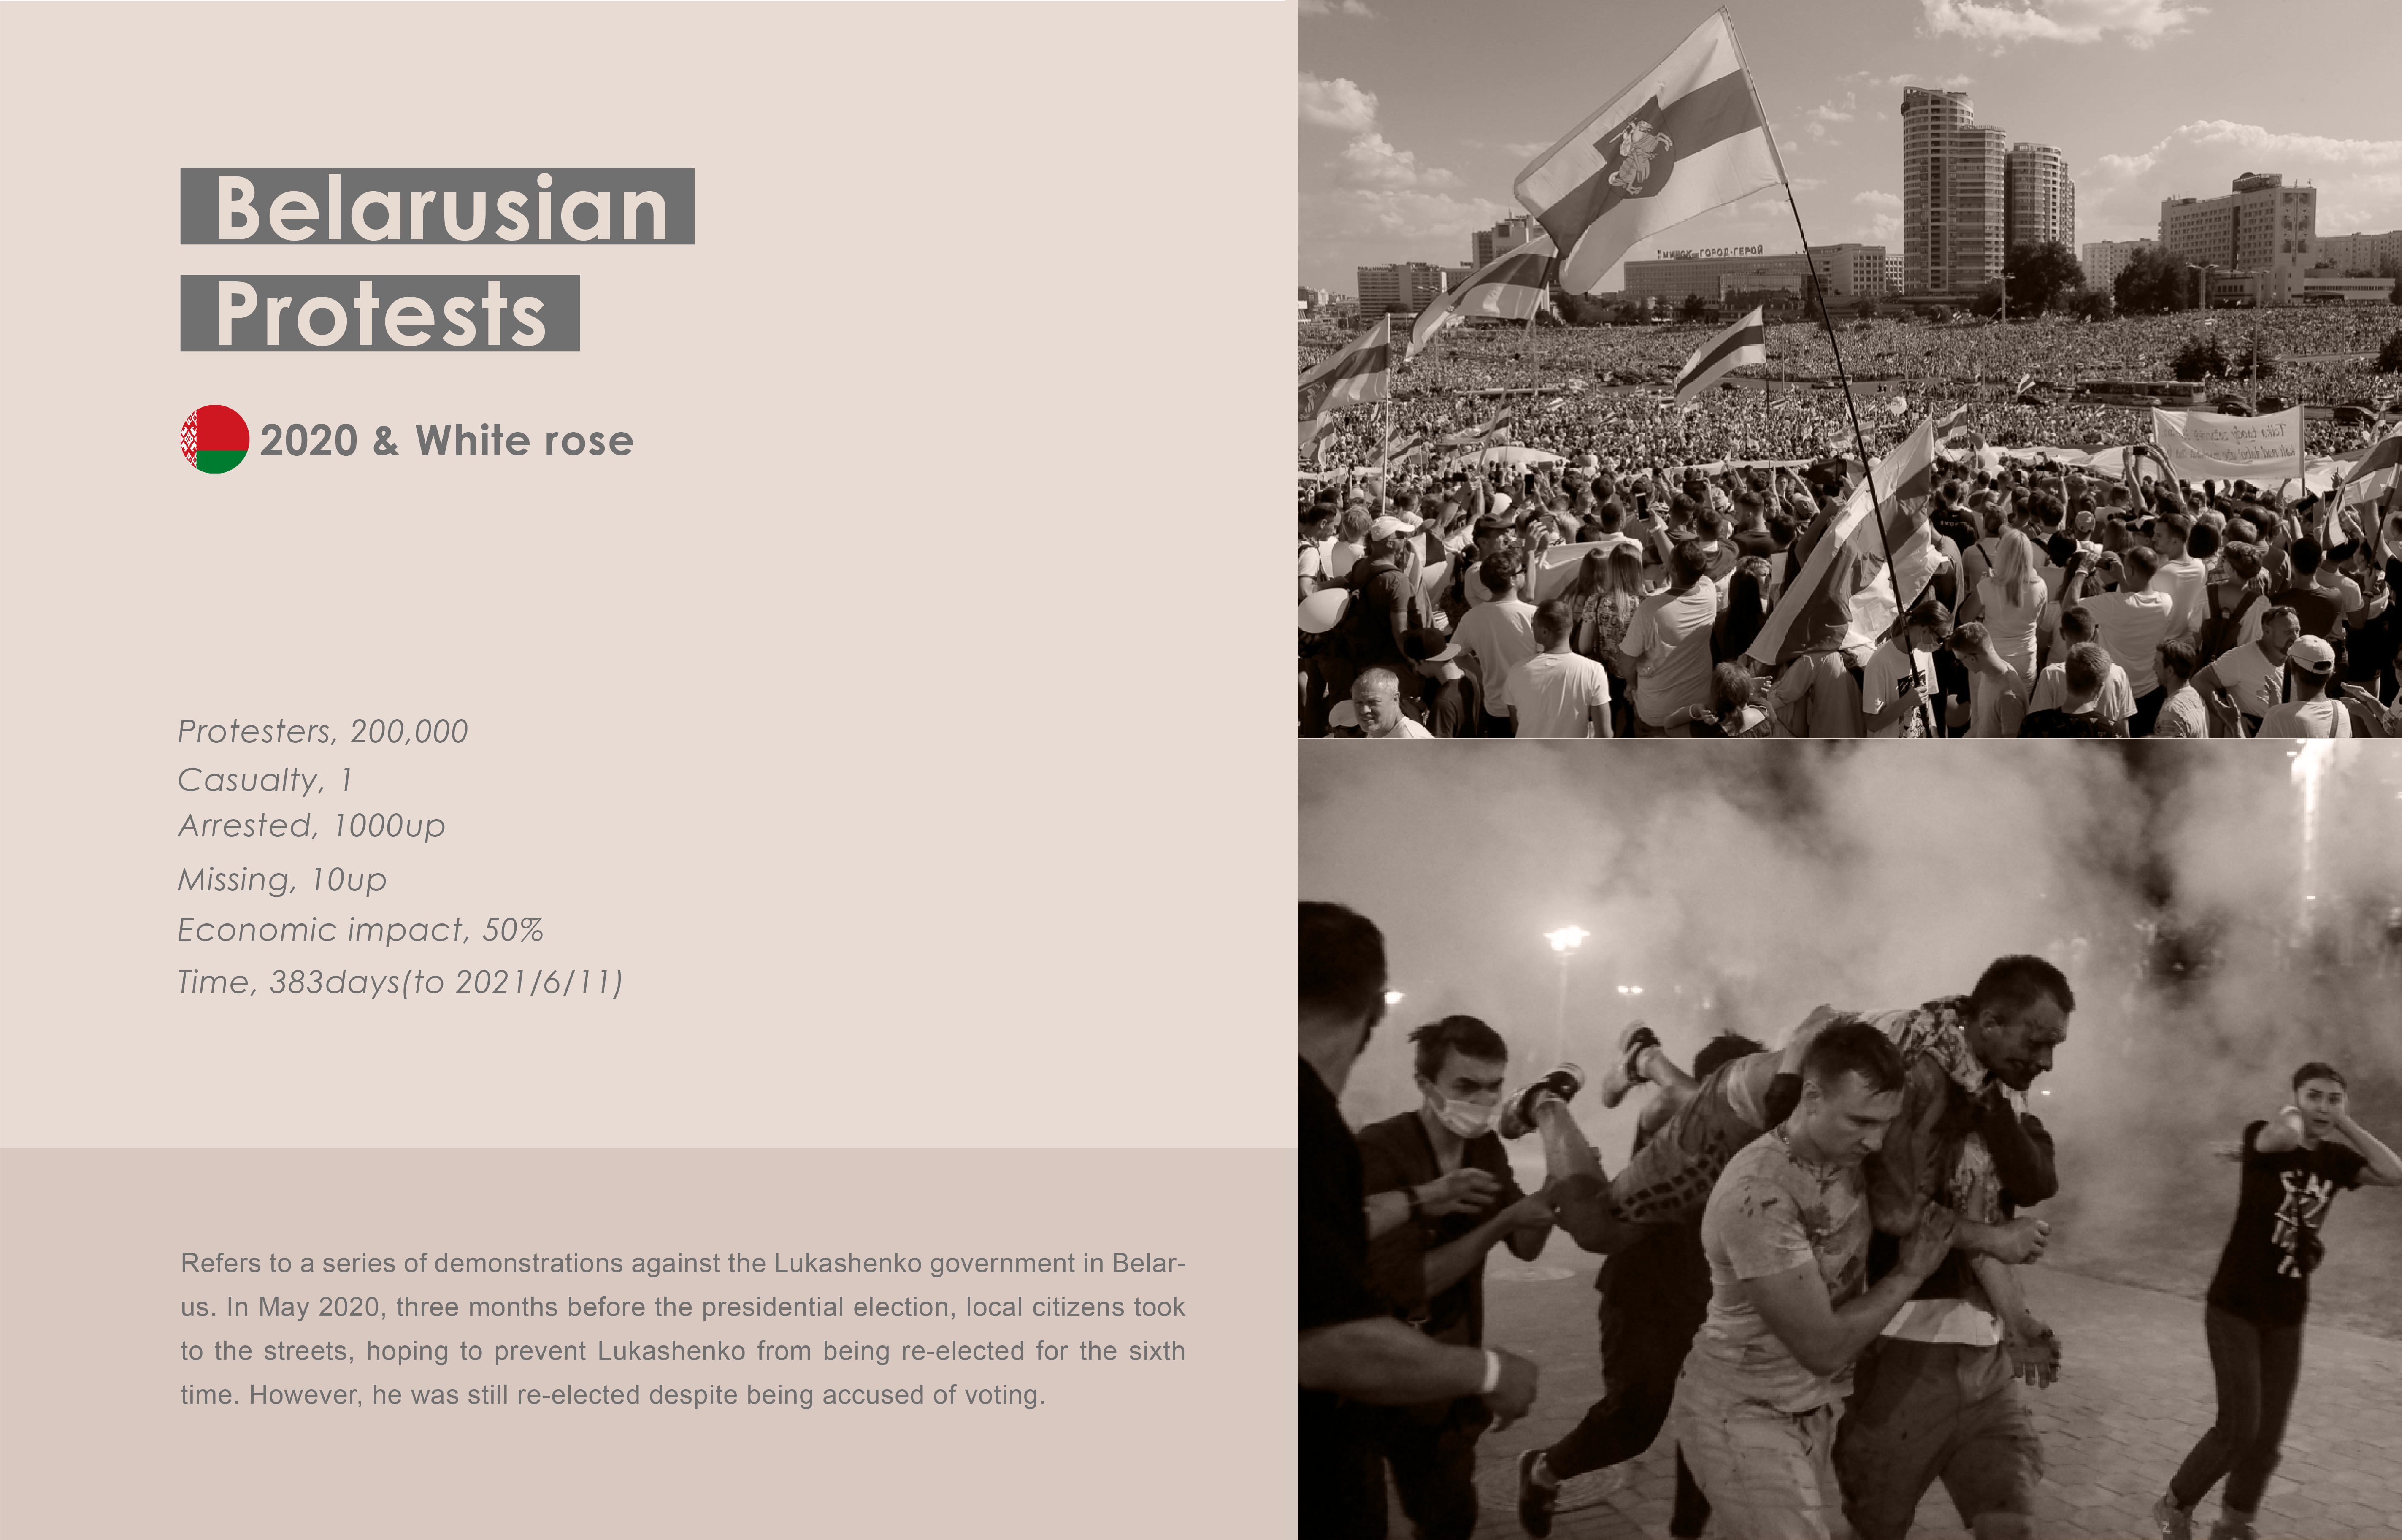 Belarusian
Protests
2020 & White rose
Protesters, 200,000
Casualty, 1
Arrested, 1000up
Missing, 10up
Economic impact, 50%
Time, 383days(to 2021/6/11)
Refers to a series of demonstrations against the Lukashenko government in Belar-
us. In May 2020, three months before the presidential election, local citizens took
to the streets, hoping to prevent Lukashenko from being re-elected for the sixth
time. However, he was still re-elected despite being accused of voting.
ГОРОД-ГЕРОЙ